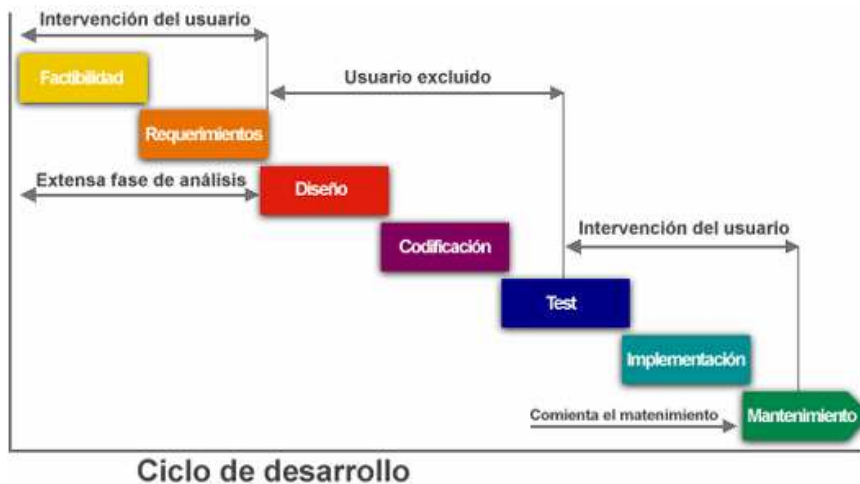 Intervención del usuario
Factibilidad
Usuario excluido
Requerimientos
Extensa fase de análisis
Diseño
Intervención del usuario
Codificación
Test
Implementación
Comienta el matenimiento
Mantenimiento
Ciclo de desarrollo